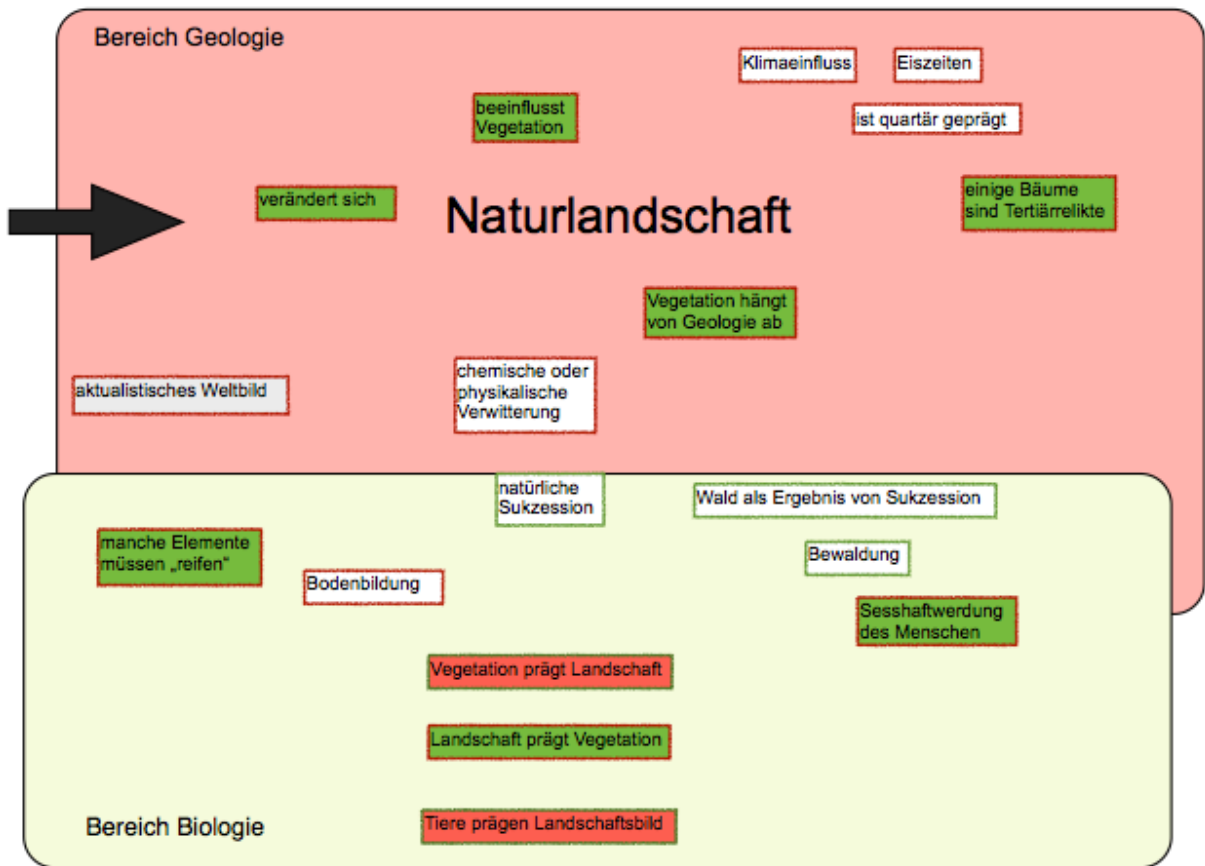 Bereich Geologie
Klimaeinfluss
Eiszeiten
beeinflusst
Vegetation
ist quartär geprägt
verändert sich
Naturlandschaft
einige Bäume
sind Tertiärrelikte
Vegetation hängt
von Geologie ab
aktualistisches Weltbild
chemische oder
physikalische
Verwitterung
natürliche
Sukzession
Wald als Ergebnis von Sukzession
manche Elemente
müssen „reifen“
Bewaldung
Bodenbildung
Sesshaftwerdung
des Menschen
Vegetation prägt Landschaft
Landschaft prägt Vegetation
Tiere prägen Landschaftsbild
Bereich Biologie